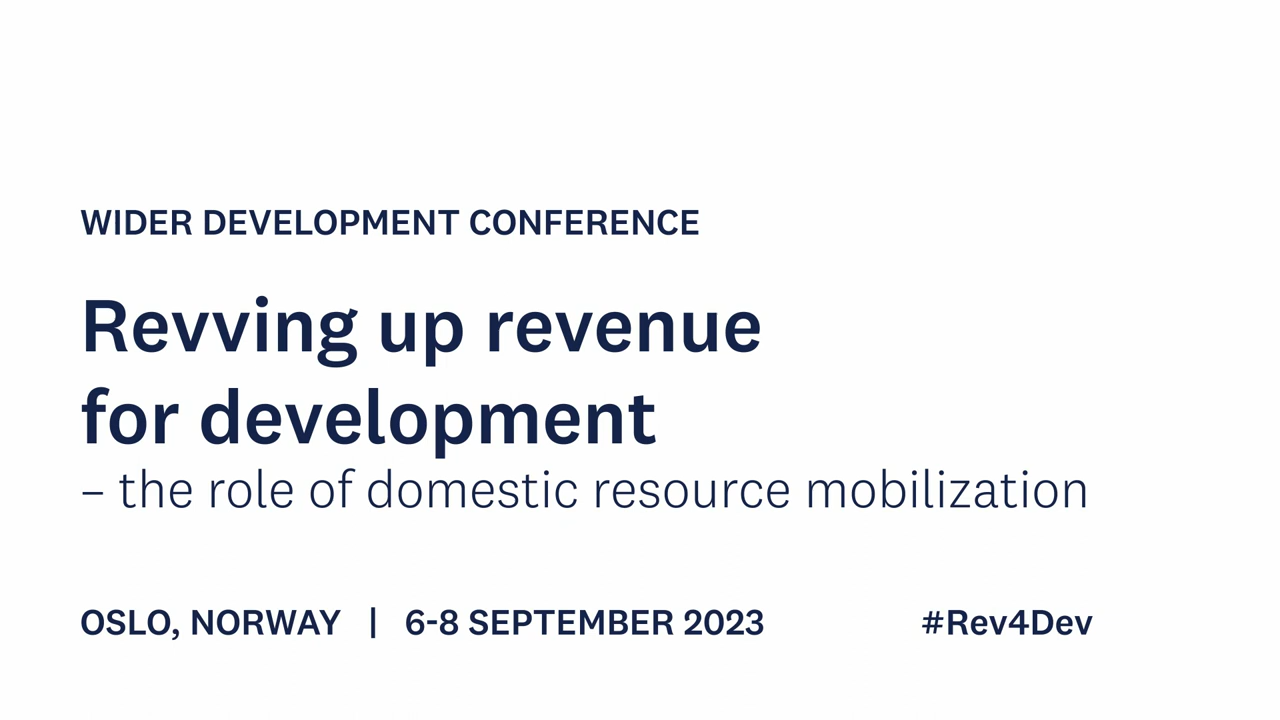 WIDER DEVELOPMENT CONFERENCE
Revving up revenue
for development
– the role of domestic resource mobilization
OSLO, NORWAY | 6-8 SEPTEMBER 2023 #Rev4Dev